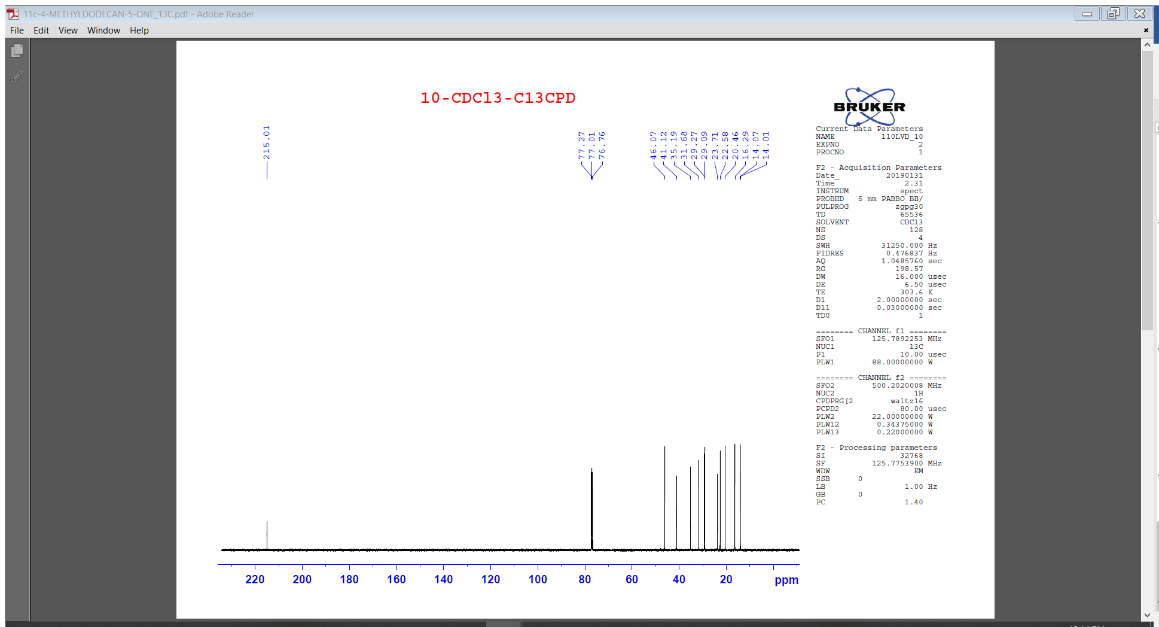 11c-4-METHYLDODECAN-5-ONE_13C.pdf - Adobe Reader
File Edit View Window Help
10-CDCl3-C13CPD
215.01
77.27
77.01
76.76
46.07
41.12
35.19
31.68
29.27
29.09
23.71
22.58
20.46
16.29
14.07
14.01
220 200 180 160 140 120 100 80 60 40 20 ppm
BRUKER
Current Data Parameters
NAME 110LVD_10
EXPNO 2
PROCNO 1
F2 - Acquisition Parameters
Date_ 20190131
Time 2.31
INSTRUM spect
PROBHD 5 mm PABBO BB/
PULPROG zgpg30
TD 65536
SOLVENT CDCl3
NS 128
DS 4
SWH 31250.000 Hz
FIDRES 0.476837 Hz
AQ 1.0485760 sec
RG 198.57
DW 16.000 usec
DE 6.50 usec
TE 303.6 K
D1 2.00000000 sec
D11 0.03000000 sec
TD0 1
======== CHANNEL f1 ========
SFO1 125.7892253 MHz
NUC1 13C
P1 10.00 usec
PLW1 88.00000000 W
======== CHANNEL f2 ========
SFO2 500.2020008 MHz
NUC2 1H
CPDPRG[2 waltz16
PCPD2 80.00 usec
PLW2 22.00000000 W
PLW12 0.34375000 W
PLW13 0.22000000 W
F2 - Processing parameters
SI 32768
SF 125.7753900 MHz
WDW EM
SSB 0
LB 1.00 Hz
GB 0
PC 1.40